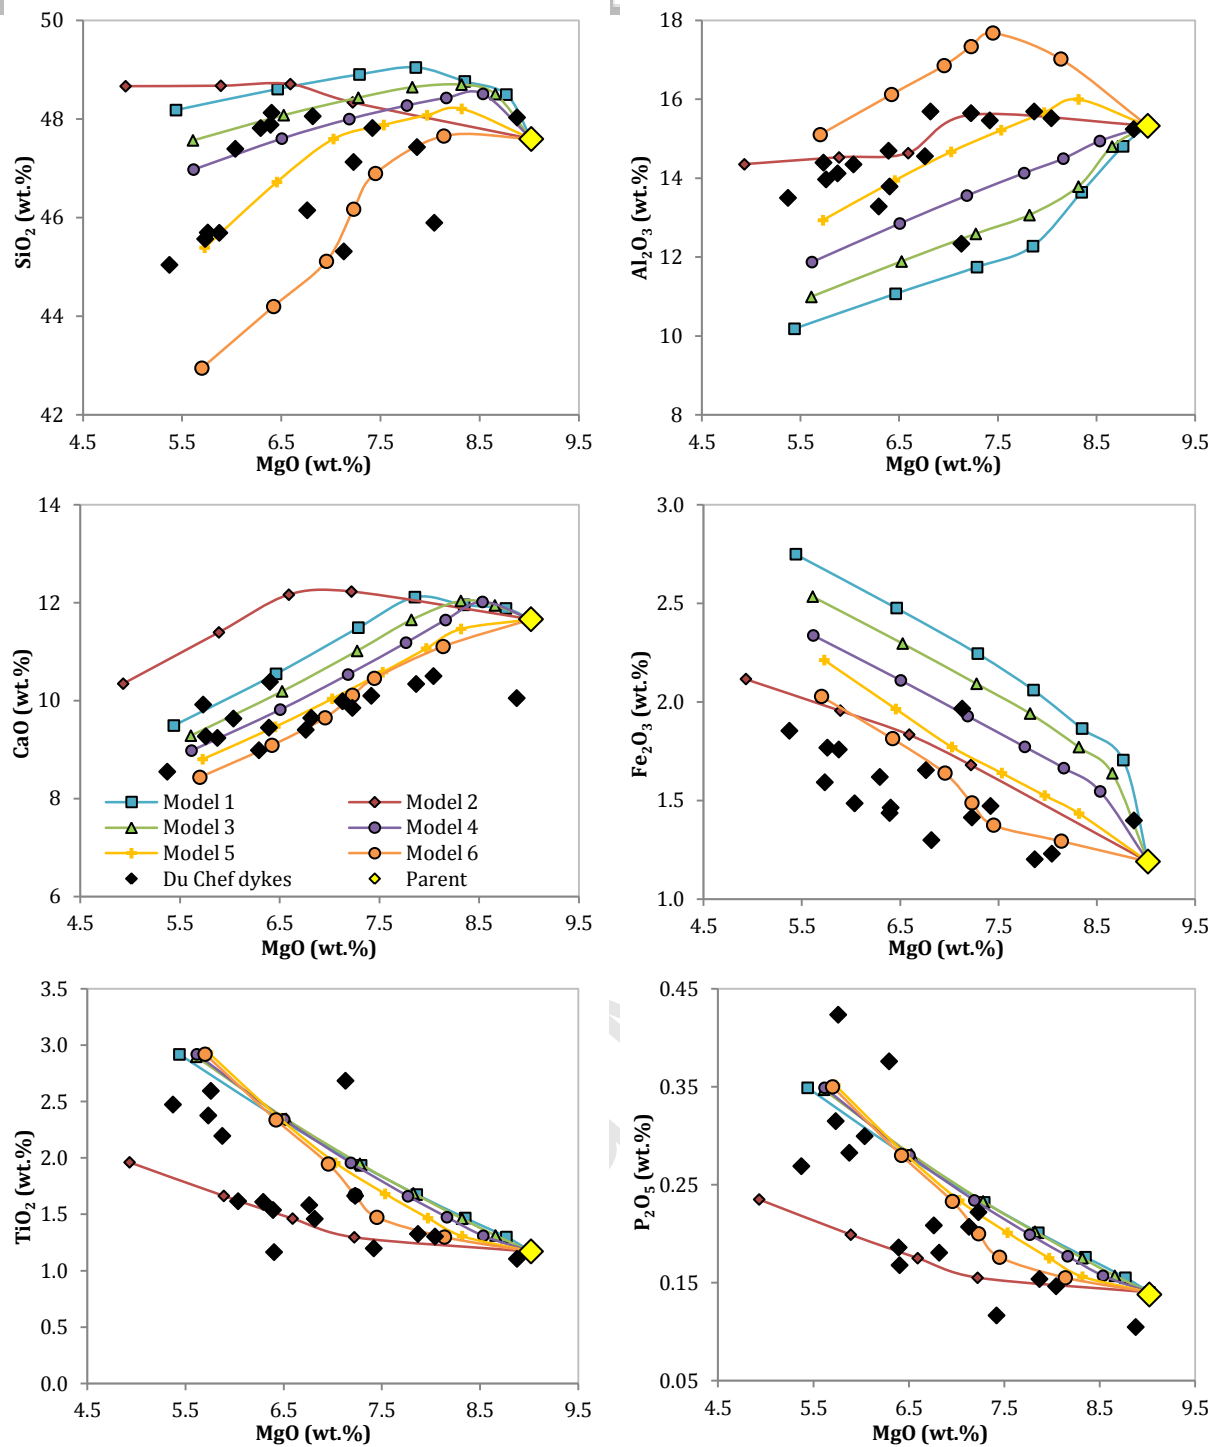 50
48
46
44
42
SiO₂ (wt.%)
4.5 5.5 6.5 7.5 8.5 9.5
MgO (wt.%)
18
16
14
12
10
8
Al₂O₃ (wt.%)
4.5 5.5 6.5 7.5 8.5 9.5
MgO (wt.%)
14
12
10
8
6
CaO (wt.%)
Model 1 Model 2
Model 3 Model 4
Model 5 Model 6
Du Chef dykes Parent
4.5 5.5 6.5 7.5 8.5 9.5
MgO (wt.%)
3.0
2.5
2.0
1.5
1.0
Fe₂O₃ (wt.%)
4.5 5.5 6.5 7.5 8.5 9.5
MgO (wt.%)
3.5
3.0
2.5
2.0
1.5
1.0
0.5
0.0
TiO₂ (wt.%)
4.5 5.5 6.5 7.5 8.5 9.5
MgO (wt.%)
0.45
0.35
0.25
0.15
0.05
P₂O₅ (wt.%)
4.5 5.5 6.5 7.5 8.5 9.5
MgO (wt.%)